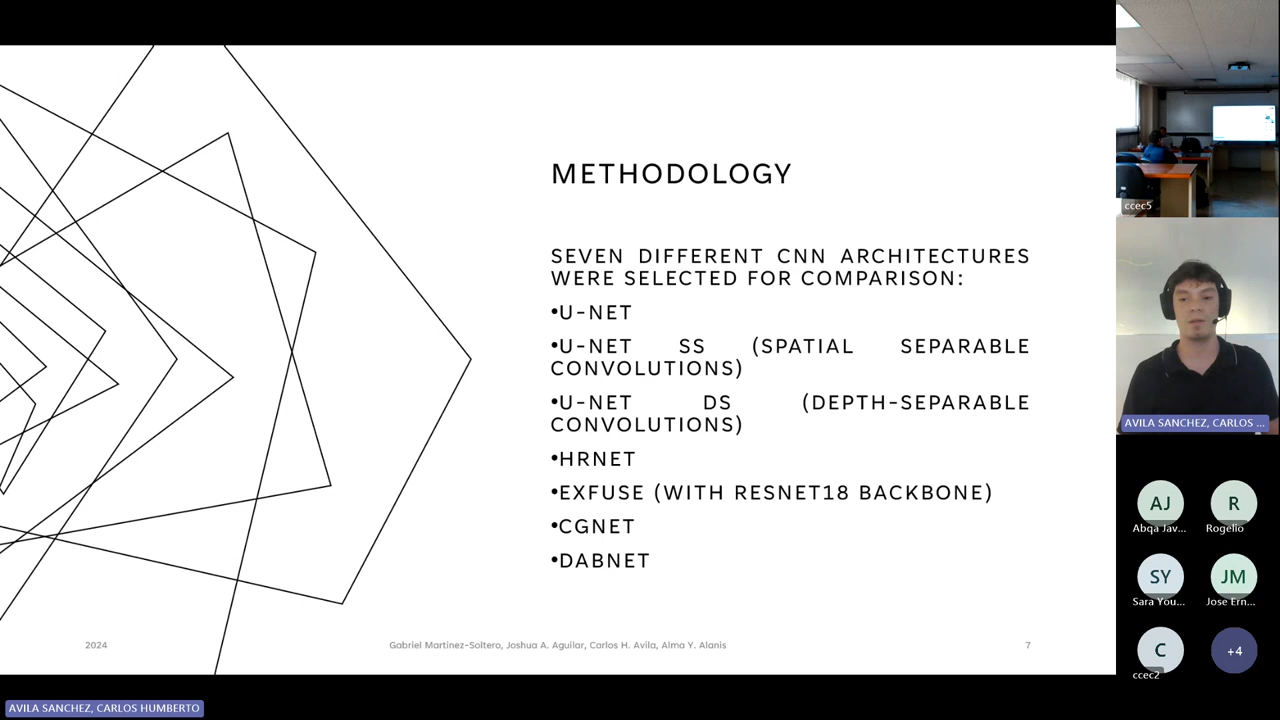 METHODOLOGY
SEVEN DIFFERENT CNN ARCHITECTURES
WERE SELECTED FOR COMPARISON:
•U-NET
•U-NET SS (SPATIAL SEPARABLE
CONVOLUTIONS)
•U-NET DS (DEPTH-SEPARABLE
CONVOLUTIONS)
•HRNET
•EXFUSE (WITH RESNET18 BACKBONE)
•CGNET
•DABNET
2024
Gabriel Martinez-Soltero, Joshua A. Aguilar, Carlos H. Avila, Alma Y. Alanis
7
ccec5
AVILA SANCHEZ, CARLOS ...
AJ
Abqa Jav...
R
Rogelio
SY
Sara You...
JM
Jose Ern...
C
ccec2
+4
AVILA SANCHEZ, CARLOS HUMBERTO